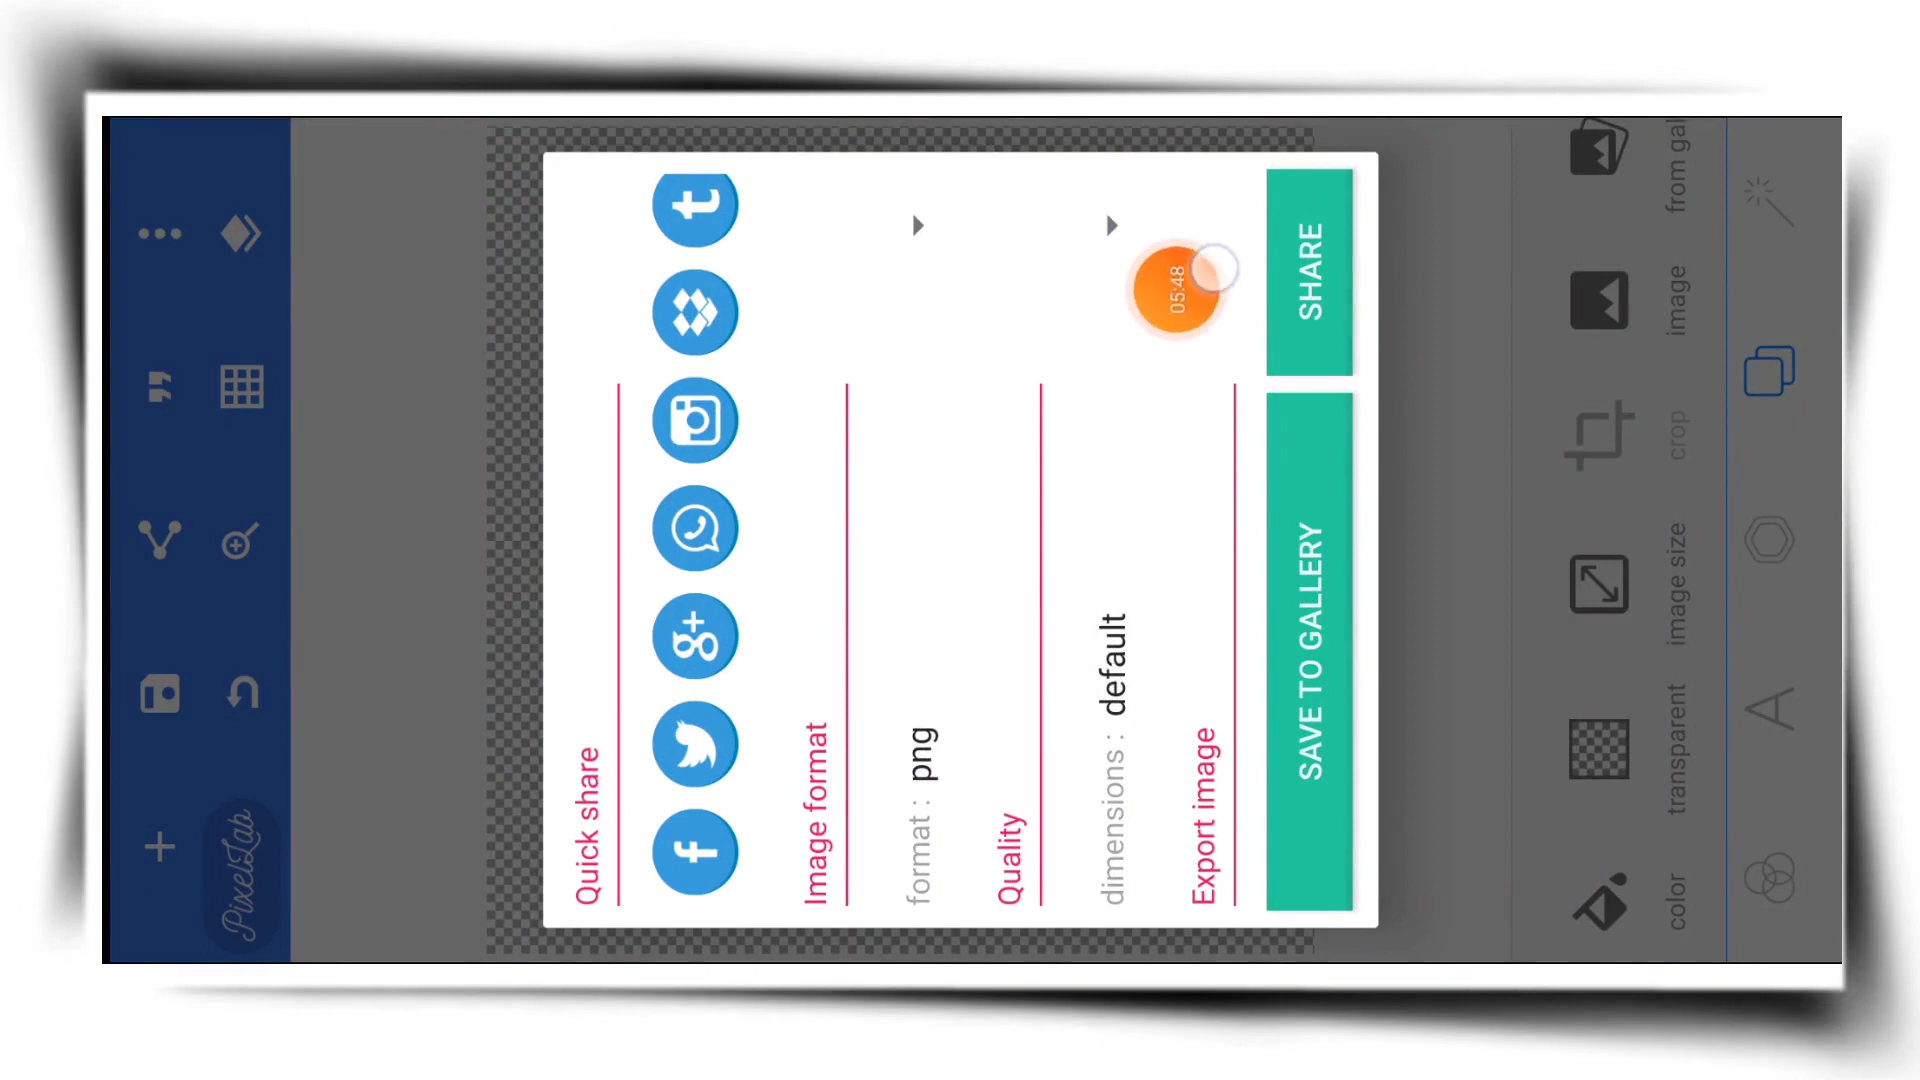 PixelLab
Quick share
Image format
format : png
Quality
dimensions : default
Export image
SAVE TO GALLERY
SHARE
05:48
color
transparent
image size
crop
image
from gal